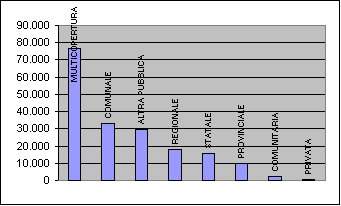 90.000
80.000
70.000
60.000
50.000
40.000
30.000
20.000
10.000
0
MULTICOPERTURA
COMUNALE
ALTRA PUBBLICA
REGIONALE
STATALE
PROVINCIALE
COMUNITARIA
PRIVATA